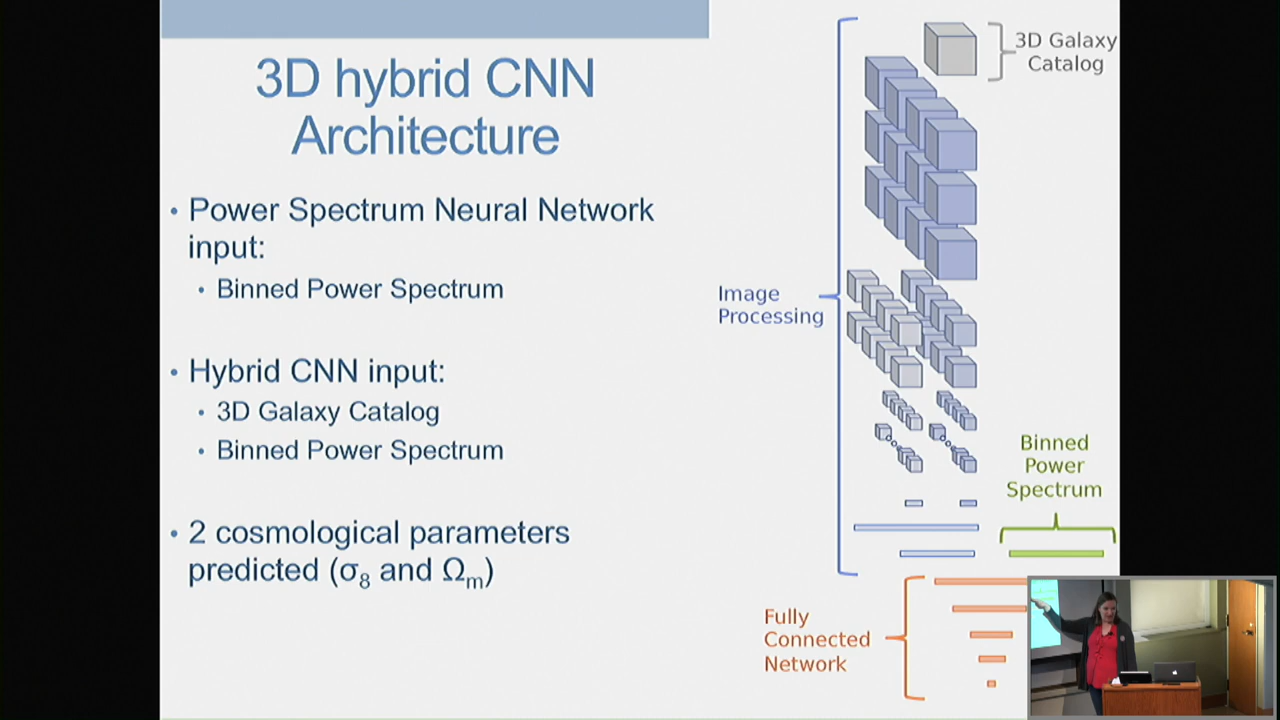 3D hybrid CNN
Architecture
• Power Spectrum Neural Network
input:
• Binned Power Spectrum
• Hybrid CNN input:
• 3D Galaxy Catalog
• Binned Power Spectrum
• 2 cosmological parameters
predicted (σ₈ and Ωₘ)
3D Galaxy
Catalog
Image
Processing
Binned
Power
Spectrum
Fully
Connected
Network